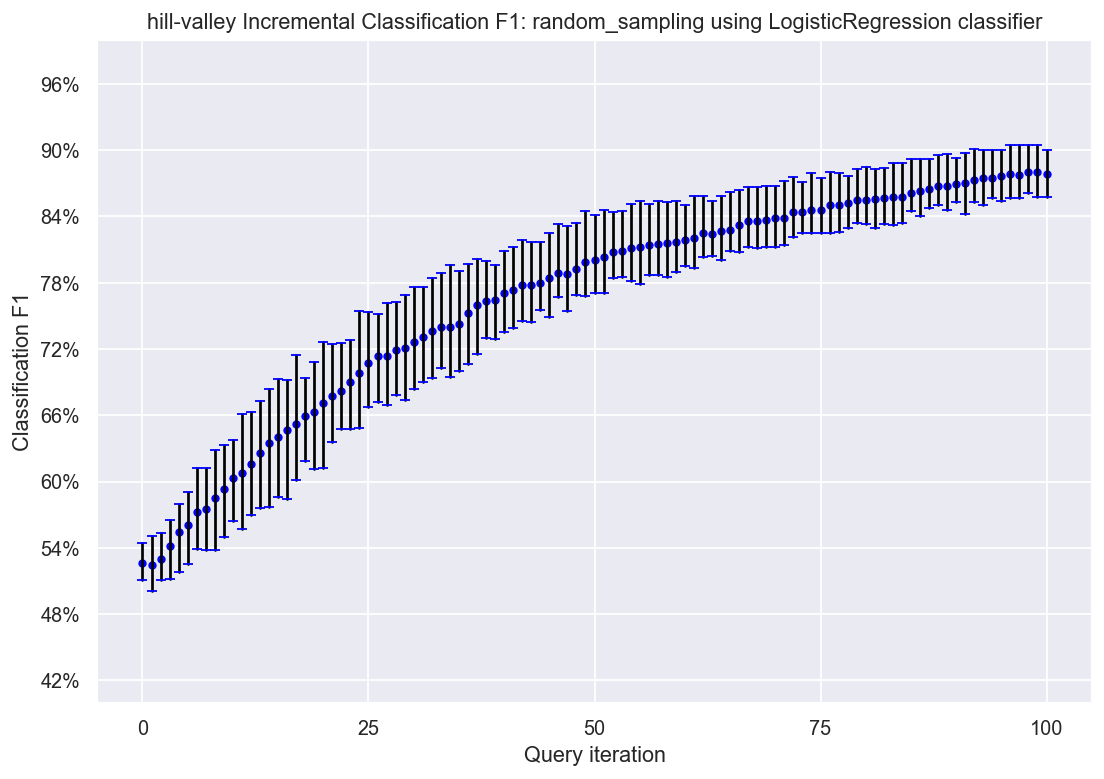 hill-valley Incremental Classification F1: random_sampling using LogisticRegression classifier
96%
90%
84%
78%
72%
66%
60%
54%
48%
42%
Classification F1
0 25 50 75 100
Query iteration